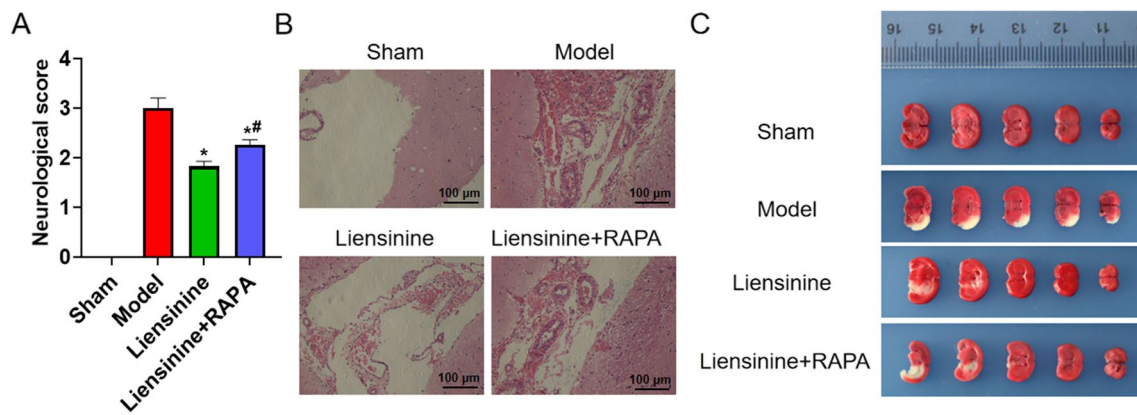 A
Neurological score
4
3
2
1
0
*
*#
Sham
Model
Liensinine
Liensinine+RAPA
B
Sham
Model
100 µm
100 µm
Liensinine
Liensinine+RAPA
100 µm
100 µm
C
16 15 14 13 12 11
Sham
Model
Liensinine
Liensinine+RAPA